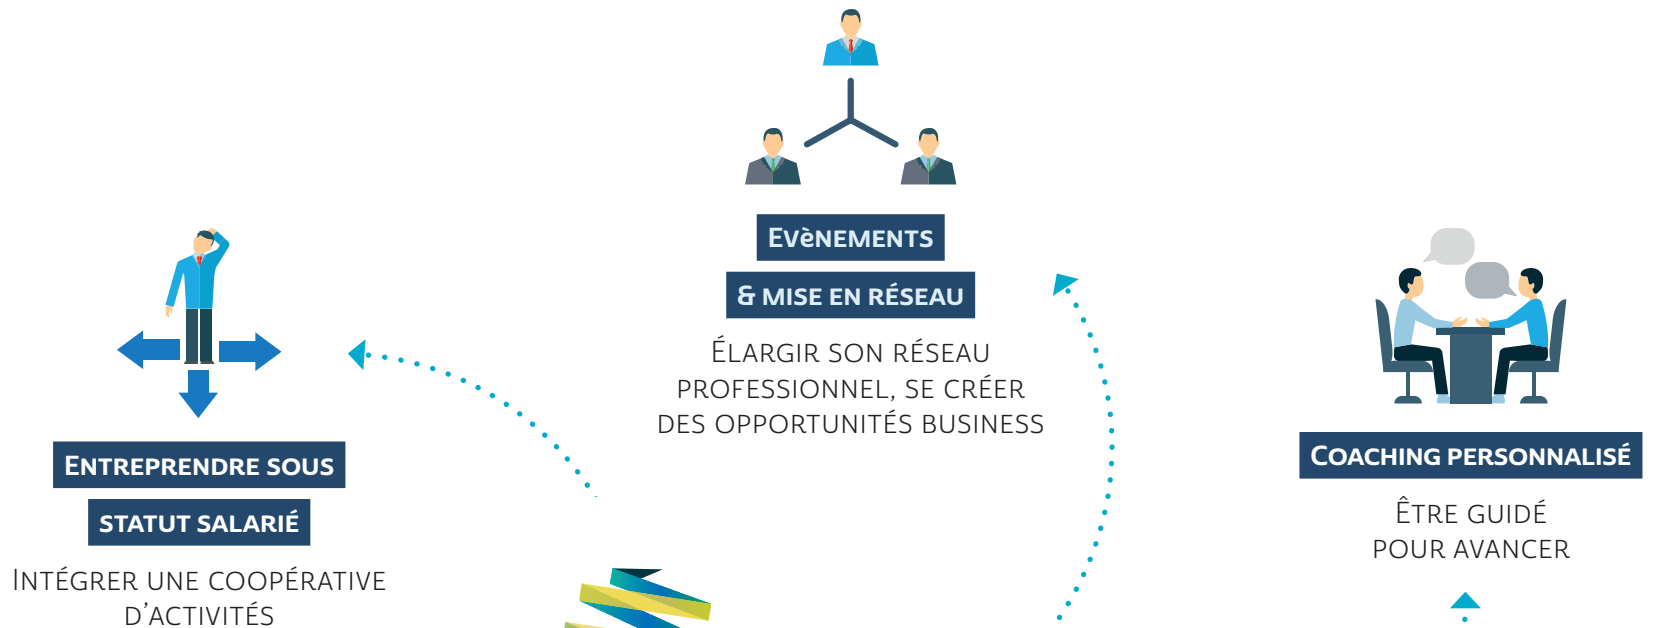 Evènements
& mise en réseau
Élargir son réseau
professionnel, se créer
des opportunités business
Entreprendre sous
statut salarié
Intégrer une coopérative
d'activités
Coaching personnalisé
Être guidé
pour avancer